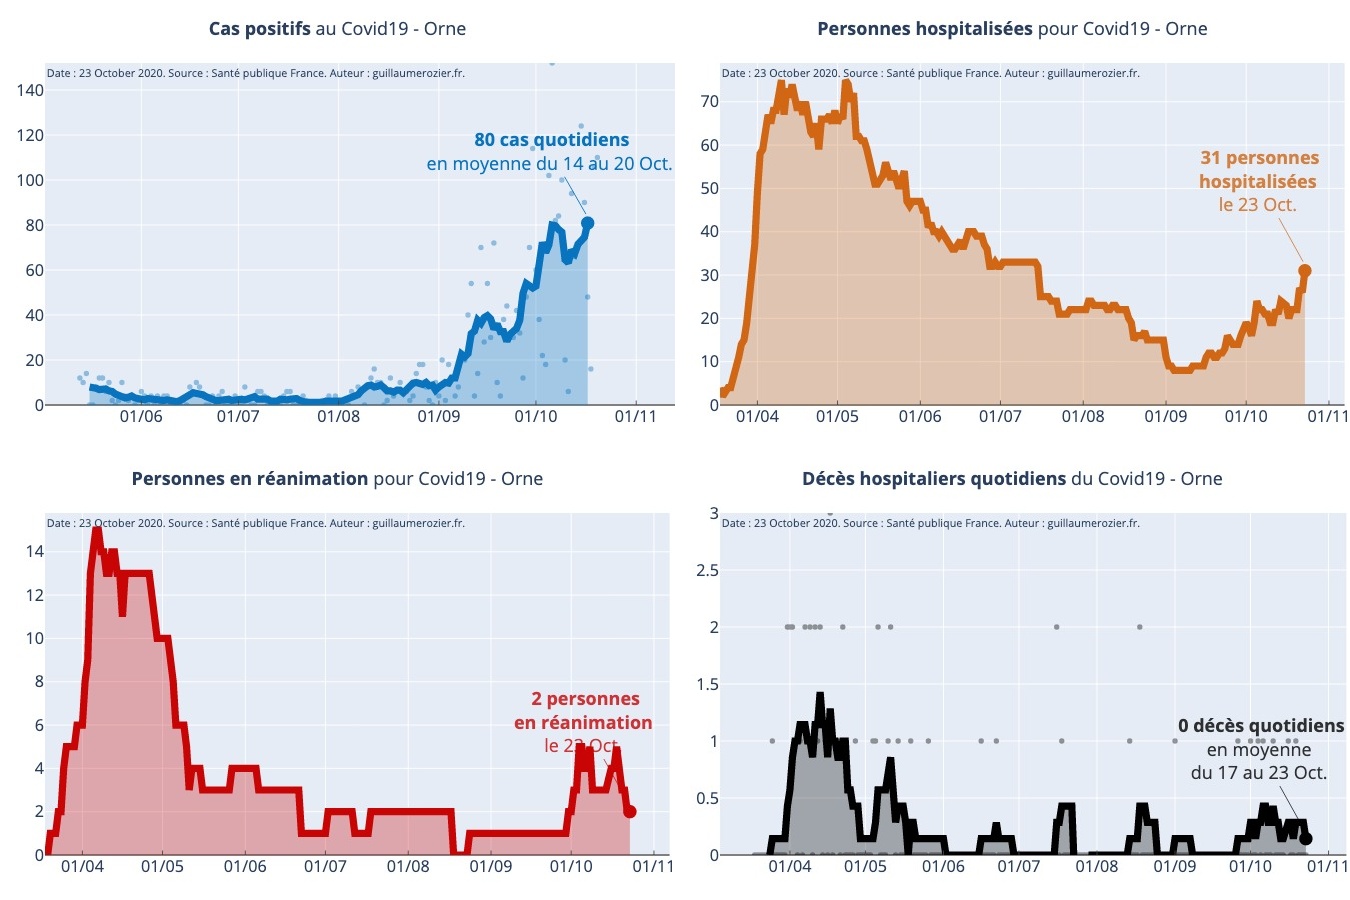 Cas positifs au Covid19 - Orne
Date : 23 October 2020. Source : Santé publique France. Auteur : guillaumerozier.fr.
140
120
100
80
60
40
20
0
80 cas quotidiens
en moyenne du 14 au 20 Oct.
01/06 01/07 01/08 01/09 01/10 01/11
Personnes hospitalisées pour Covid19 - Orne
Date : 23 October 2020. Source : Santé publique France. Auteur : guillaumerozier.fr.
70
60
50
40
30
20
10
0
31 personnes
hospitalisées
le 23 Oct.
01/04 01/05 01/06 01/07 01/08 01/09 01/10 01/11
Personnes en réanimation pour Covid19 - Orne
Date : 23 October 2020. Source : Santé publique France. Auteur : guillaumerozier.fr.
14
12
10
8
6
4
2
0
2 personnes
en réanimation
le 23 Oct.
01/04 01/05 01/06 01/07 01/08 01/09 01/10 01/11
Décès hospitaliers quotidiens du Covid19 - Orne
Date : 23 October 2020. Source : Santé publique France. Auteur : guillaumerozier.fr.
3
2.5
2
1.5
1
0.5
0
0 décès quotidiens
en moyenne
du 17 au 23 Oct.
01/04 01/05 01/06 01/07 01/08 01/09 01/10 01/11